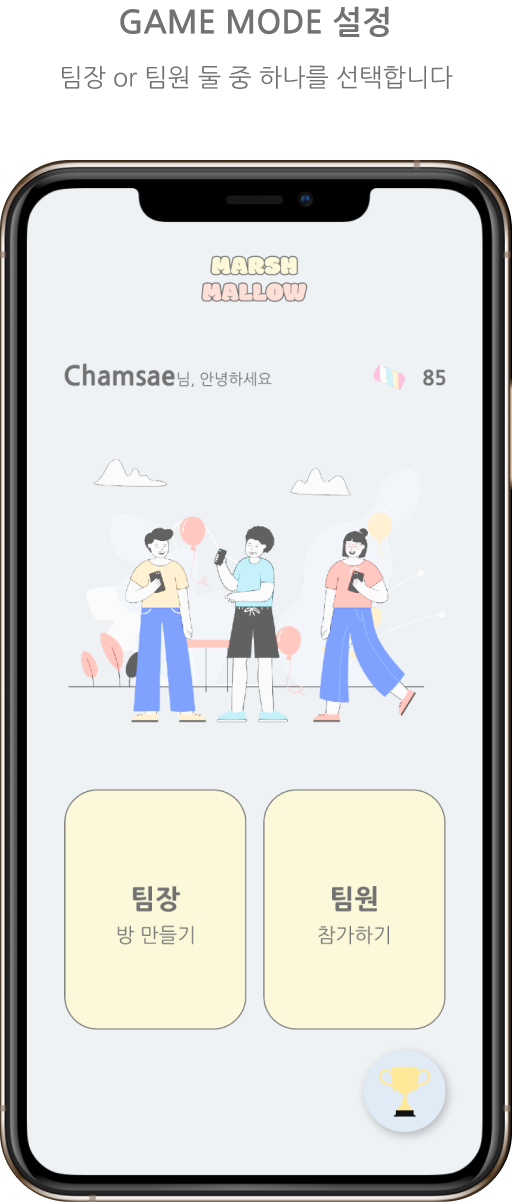 GAME MODE 설정
팀장 or 팀원 둘 중 하나를 선택합니다
MARSH
MALLOW
Chamsae님, 안녕하세요 85
팀장 팀원
방 만들기 참가하기